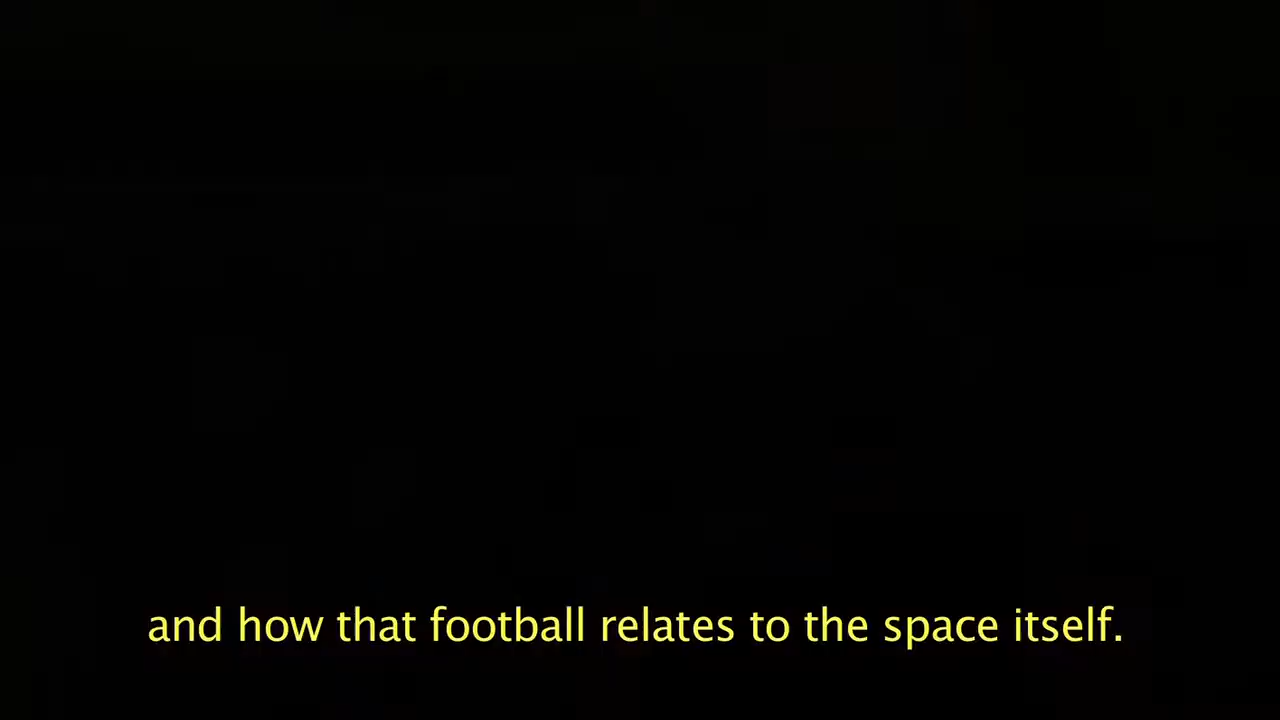 and how that football relates to the space itself.